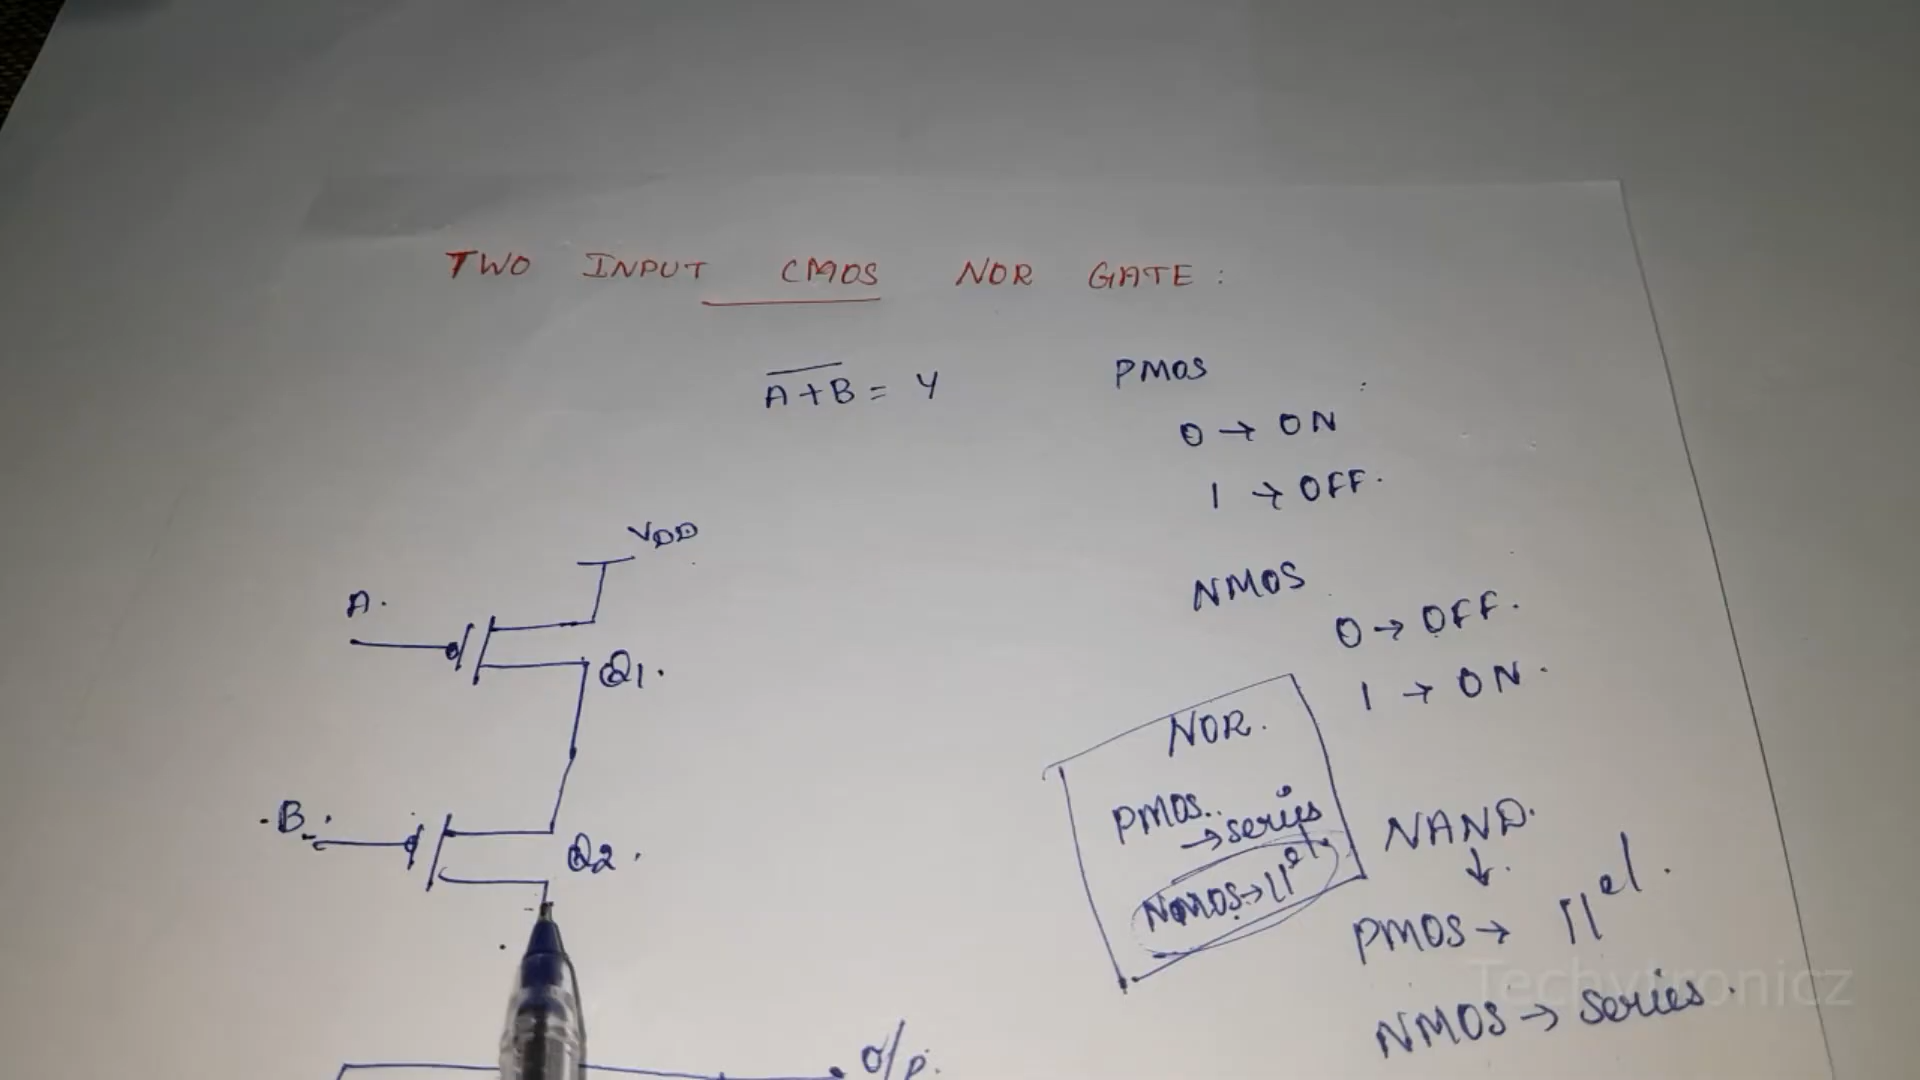 TWO INPUT CMOS NOR GATE:
A+B = Y
PMOS
0 → ON
1 → OFF.
VDD
A.
Q1.
NMOS
0 → OFF.
1 → ON.
NOR.
PMOS..
→ series
NMOS → ||el.
B.
Q2.
NAND.
↓
PMOS → ||el.
NMOS → series.
O/P.
Techytronicz